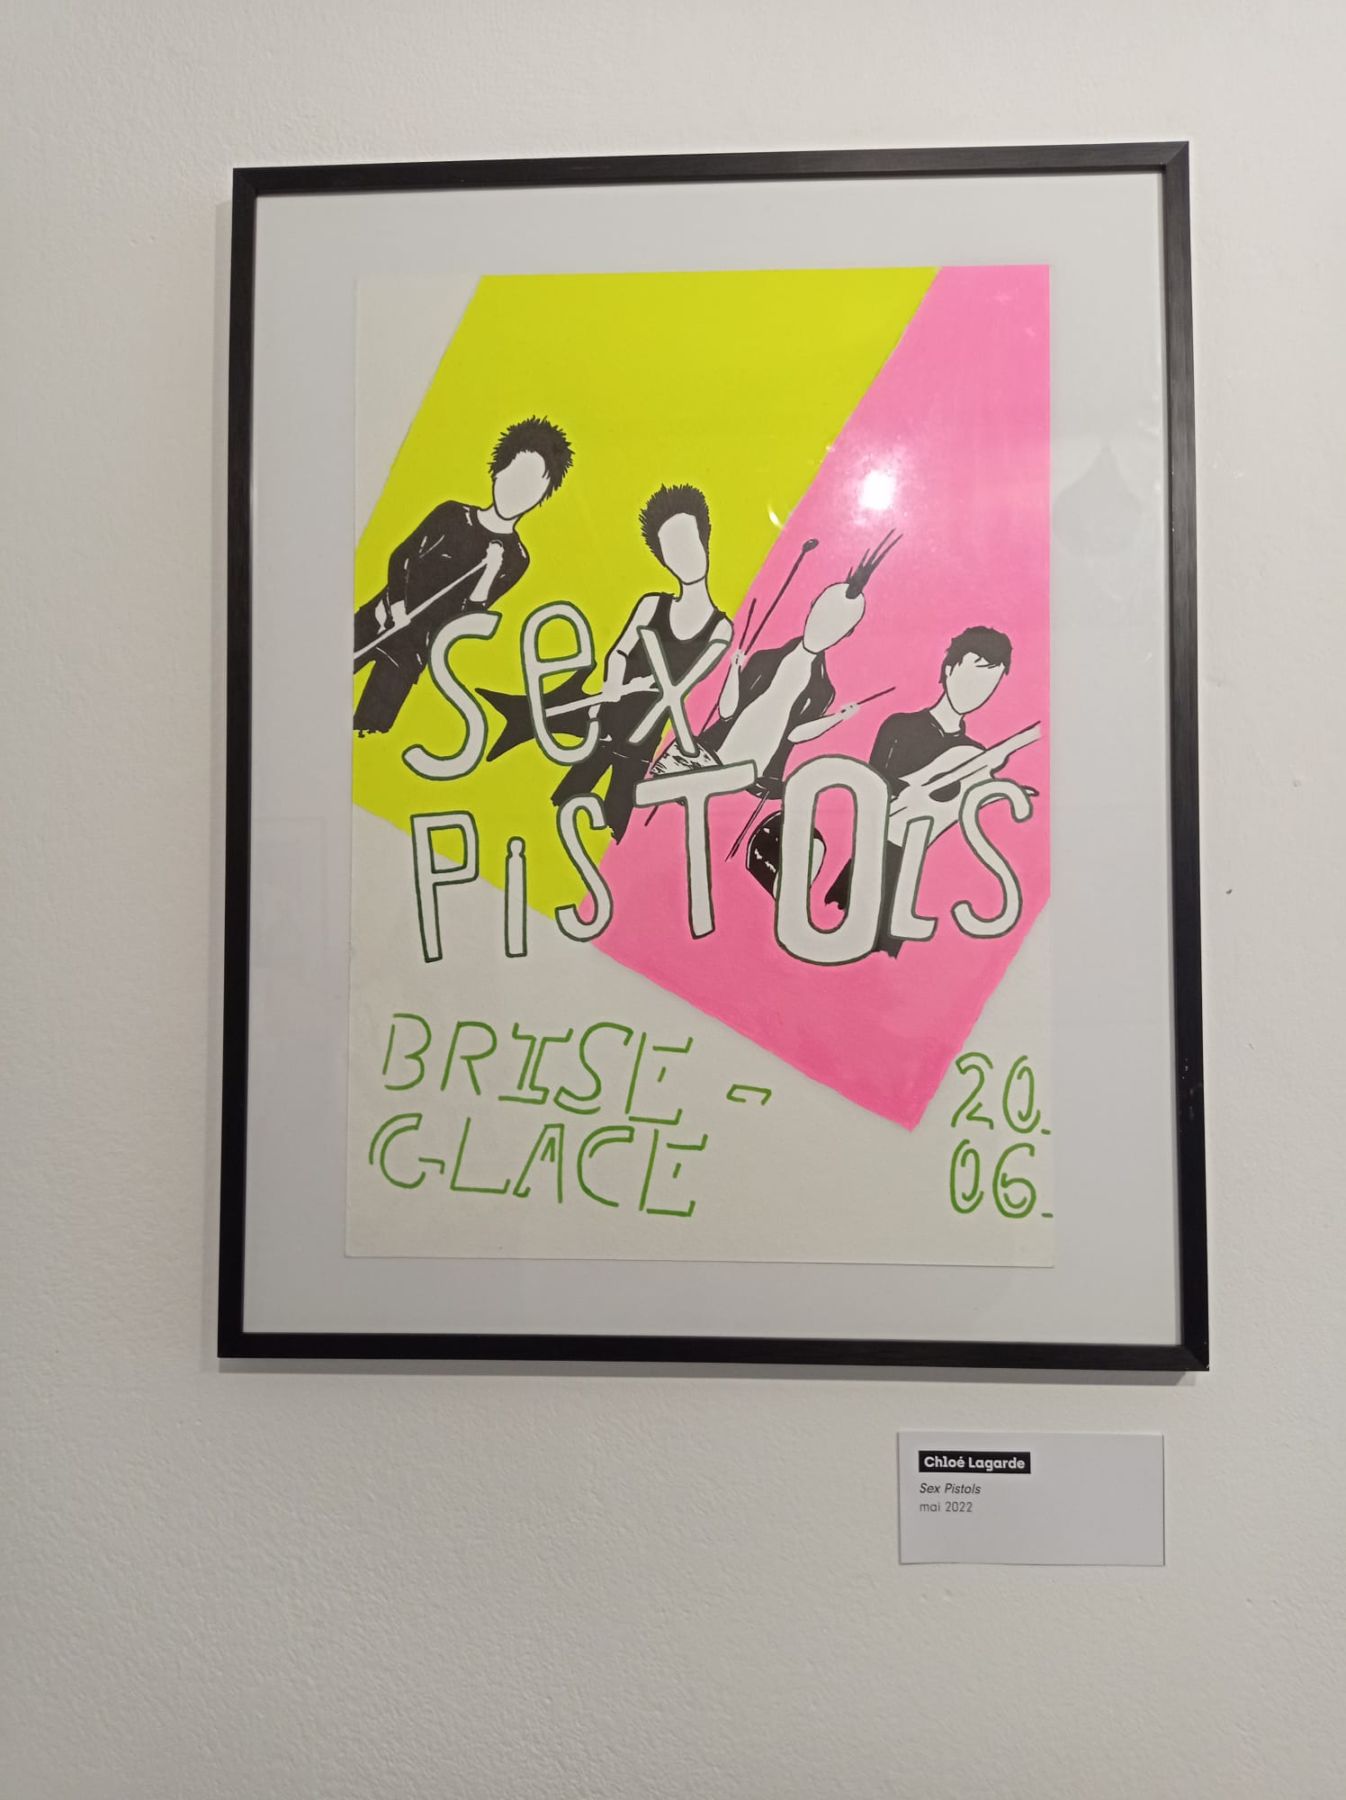 Sex
PiSTOLS
BRISE-
GLACE
20.
06.
Chloé Lagarde
Sex Pistols
mai 2022